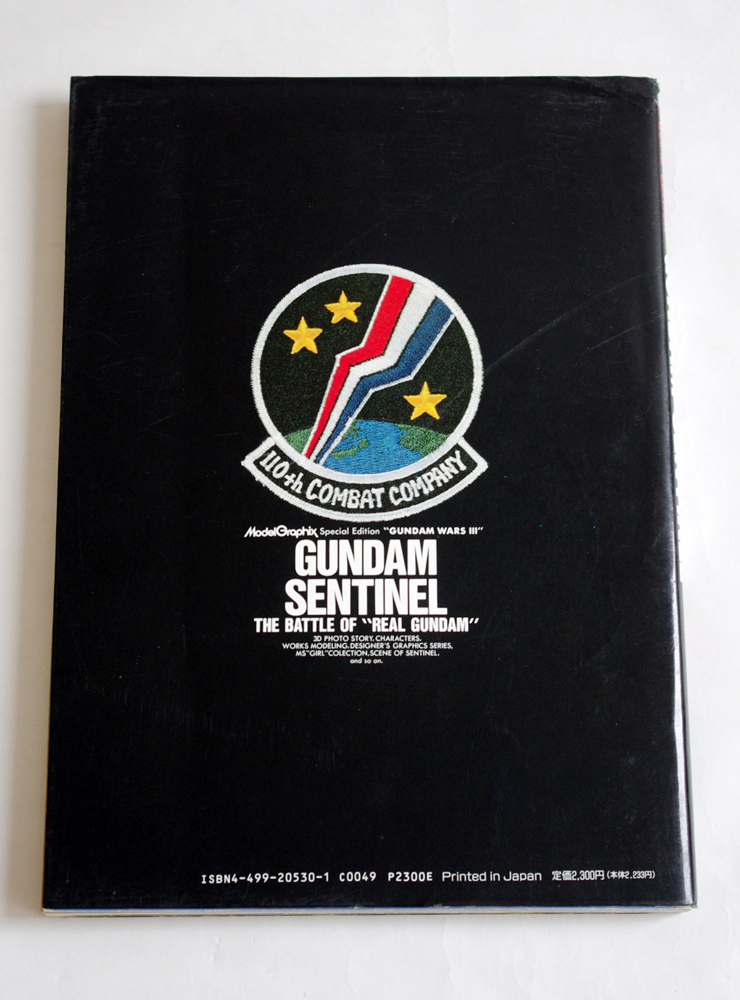 110th COMBAT COMPANY
ModelGraphix Special Edition "GUNDAM WARS III"
GUNDAM
SENTINEL
THE BATTLE OF "REAL GUNDAM"
3D PHOTO STORY, CHARACTERS,
WORKS MODELING, DESIGNER'S GRAPHICS SERIES,
MS"GIRL"COLECTION, SCENE OF SENTINEL,
and so on.
ISBN4-499-20530-1 C0049 P2300E Printed in Japan 定価2,300円(本体2,233円)